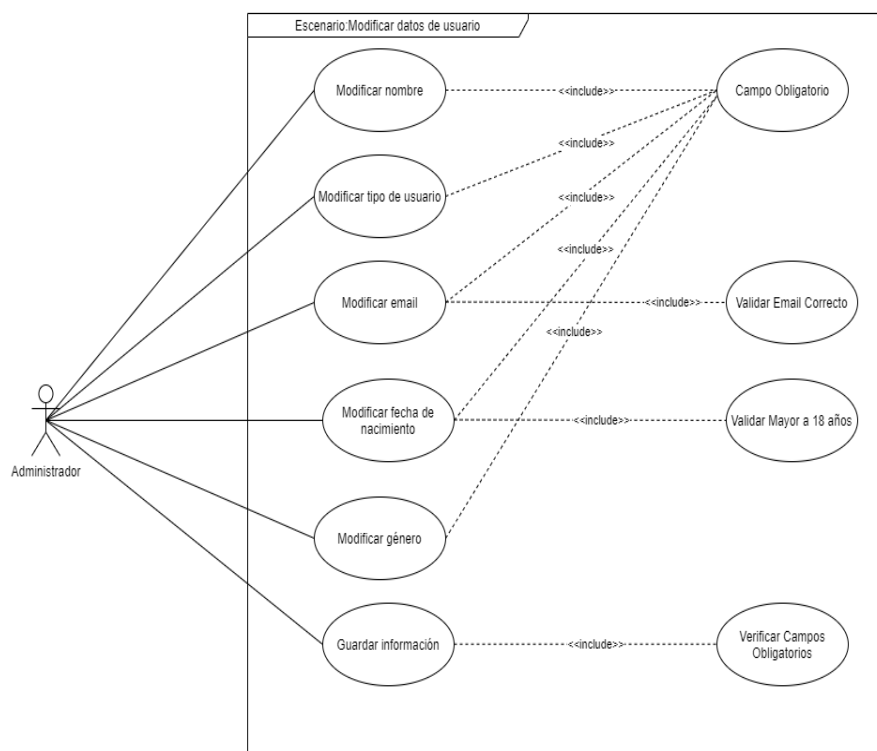 Escenario:Modificar datos de usuario
Modificar nombre
<<include>>
Campo Obligatorio
<<include>>
Modificar tipo de usuario
<<include>>
<<include>>
Modificar email
<<include>>
Validar Email Correcto
<<include>>
Modificar fecha de
nacimiento
<<include>>
Validar Mayor a 18 años
Administrador
Modificar género
Guardar información
<<include>>
Verificar Campos
Obligatorios